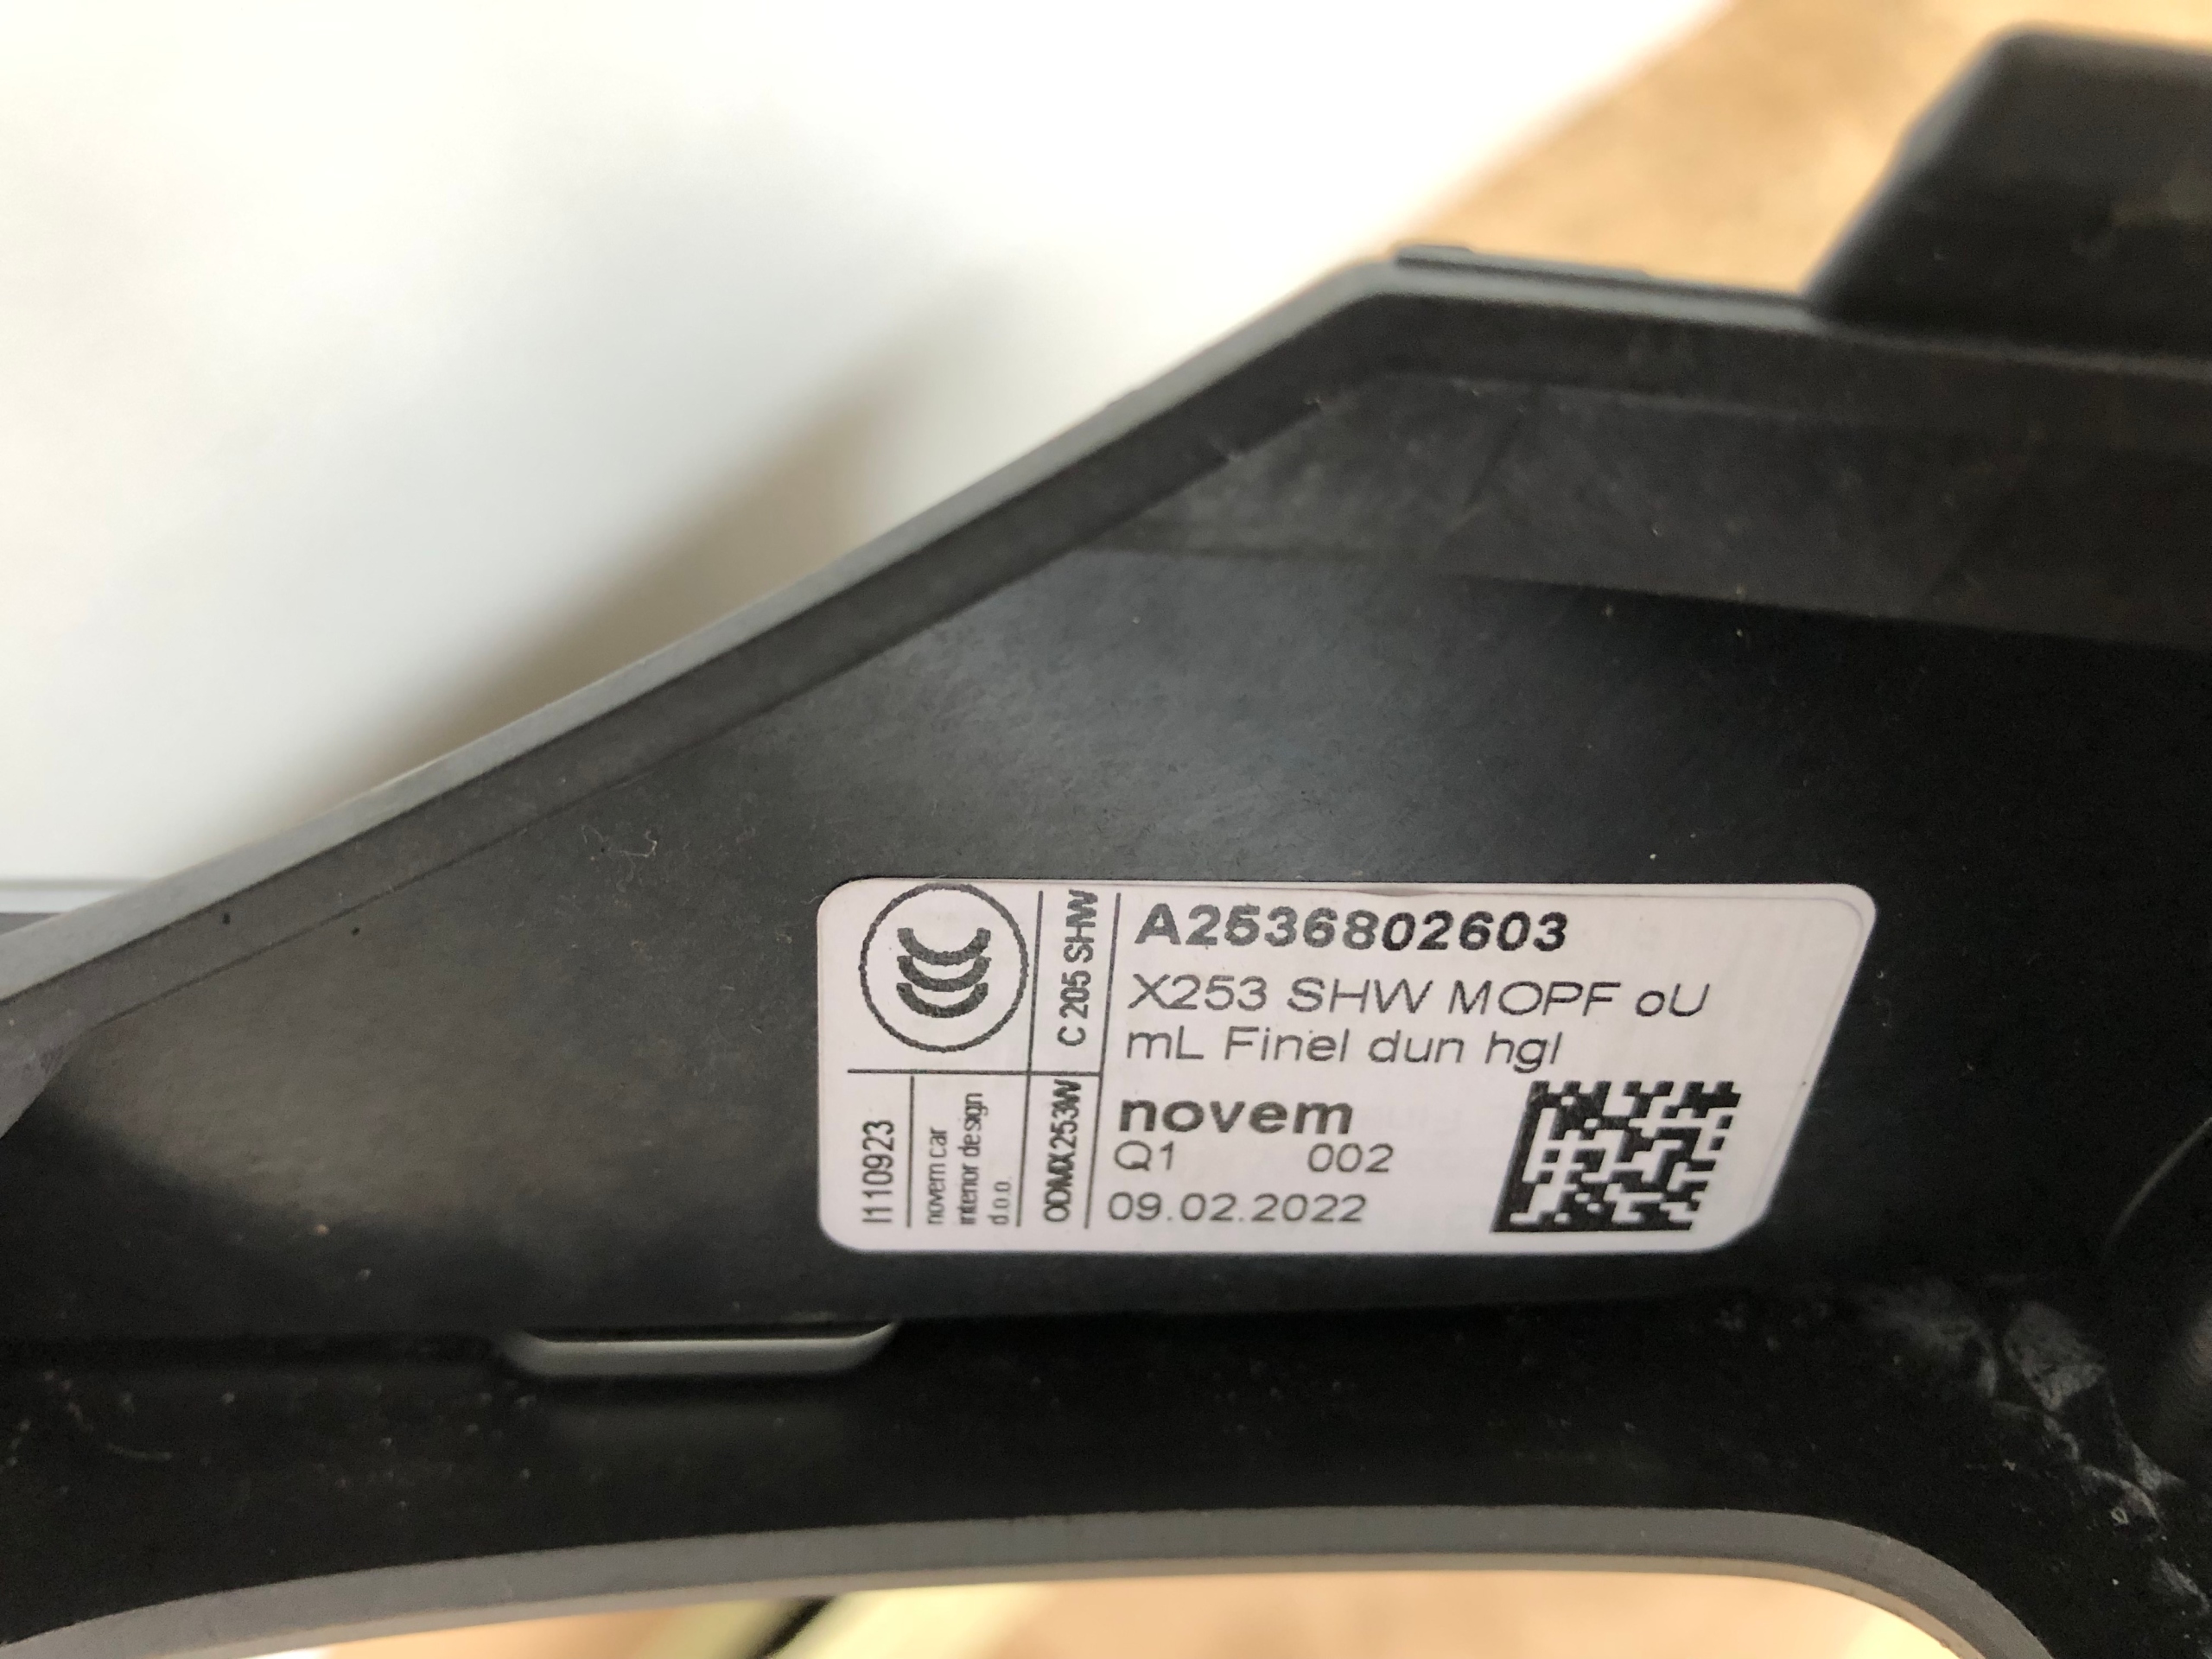 A2536802603
X253 SHW MOPF oU
mL Finel dun hgl
novem
Q1 002
09.02.2022
C 205 SHW
ODMX253W
I110923
novem car
interior design
d.o.o.